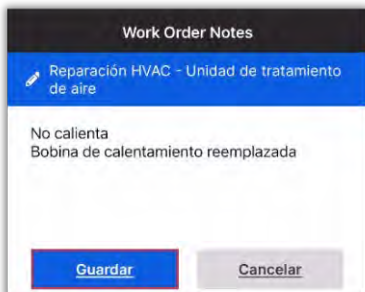 Work Order Notes
Reparación HVAC - Unidad de tratamiento
de aire
No calienta
Bobina de calentamiento reemplazada
Guardar
Cancelar